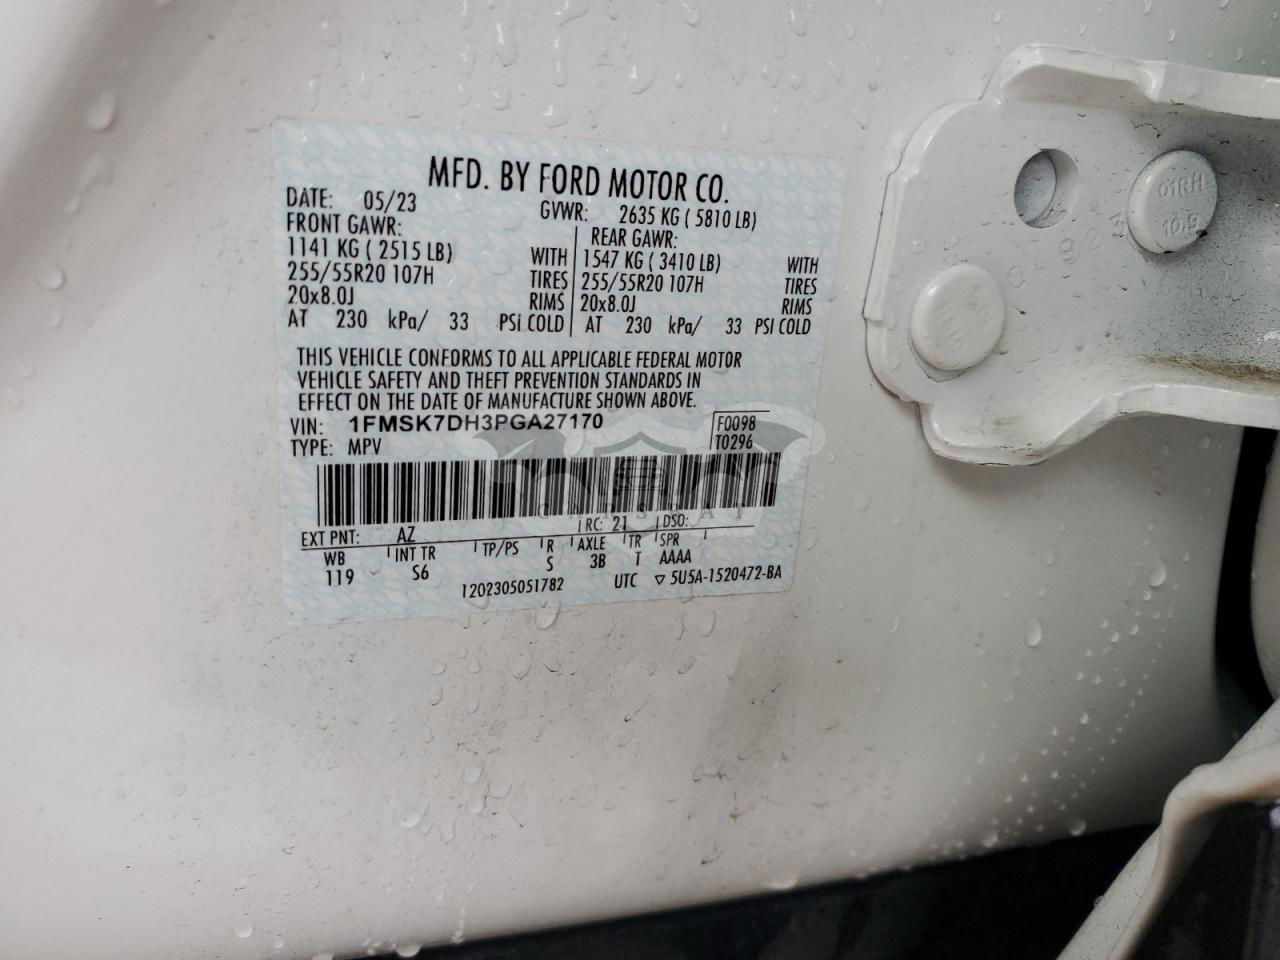 MFD. BY FORD MOTOR CO.
DATE: 05/23 GVWR: 2635 KG ( 5810 LB)
FRONT GAWR: REAR GAWR:
1141 KG ( 2515 LB) WITH 1547 KG ( 3410 LB) WITH
255/55R20 107H TIRES 255/55R20 107H TIRES
20x8.0J RIMS 20x8.0J RIMS
AT 230 kPa/ 33 PSI COLD AT 230 kPa/ 33 PSI COLD
THIS VEHICLE CONFORMS TO ALL APPLICABLE FEDERAL MOTOR
VEHICLE SAFETY AND THEFT PREVENTION STANDARDS IN
EFFECT ON THE DATE OF MANUFACTURE SHOWN ABOVE.
VIN: 1FMSK7DH3PGA27170 F0098
TYPE: MPV T0296
EXT PNT: AZ RC: 21 DSO:
WB INT TR TP/PS R AXLE TR SPR
119 S6 S 3B T AAAA
1202305051782 UTC ▽ 5U5A-1520472-BA
01RH
10.9